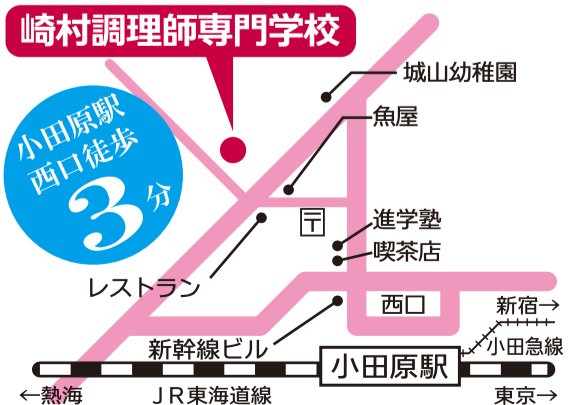 崎村調理師専門学校
城山幼稚園
小田原駅
西口徒歩
3分
魚屋
〒
進学塾
喫茶店
レストラン
西口
新宿→
新幹線ビル
小田急線
小田原駅
←熱海
JR東海道線
東京→